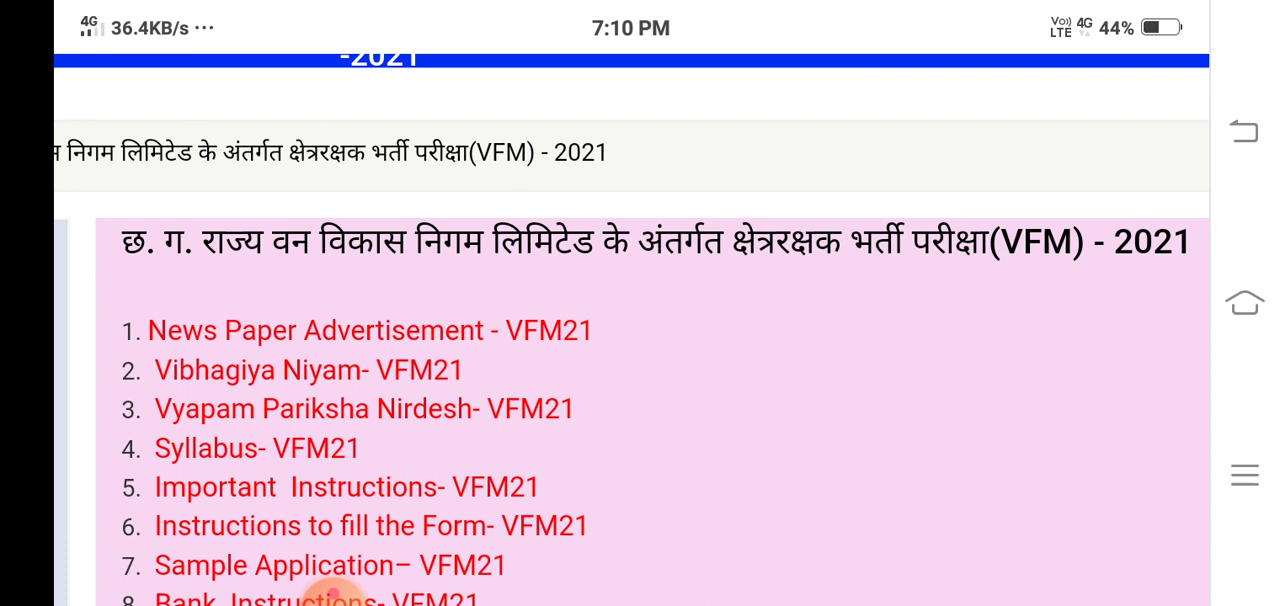 4G 36.4KB/s ... 7:10 PM Vo)) LTE 4G 44%
-2021
निगम लिमिटेड के अंतर्गत क्षेत्ररक्षक भर्ती परीक्षा(VFM) - 2021
छ. ग. राज्य वन विकास निगम लिमिटेड के अंतर्गत क्षेत्ररक्षक भर्ती परीक्षा(VFM) - 2021
1. News Paper Advertisement - VFM21
2. Vibhagiya Niyam- VFM21
3. Vyapam Pariksha Nirdesh- VFM21
4. Syllabus- VFM21
5. Important Instructions- VFM21
6. Instructions to fill the Form- VFM21
7. Sample Application– VFM21
8. Bank Instructions- VFM21